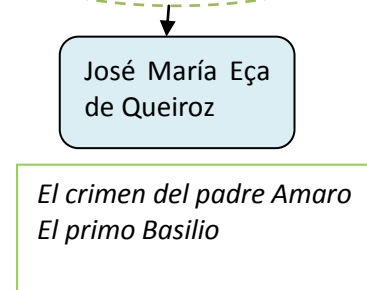 José María Eça
de Queiroz
El crimen del padre Amaro
El primo Basilio